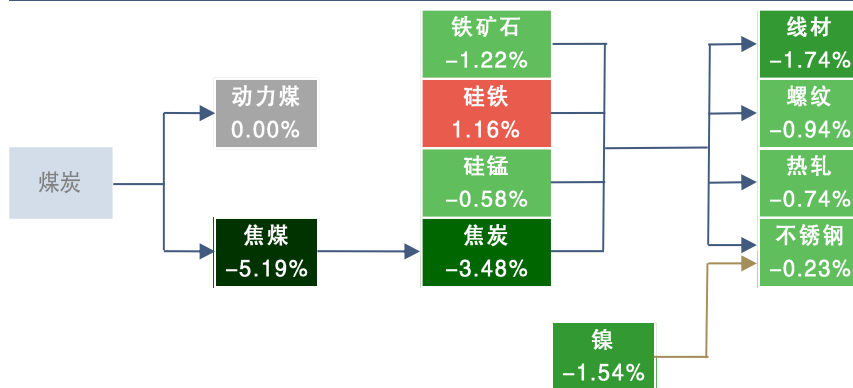 铁矿石
-1.22%
线材
-1.74%
动力煤
0.00%
硅铁
1.16%
螺纹
-0.94%
煤炭
硅锰
-0.58%
热轧
-0.74%
焦煤
-5.19%
焦炭
-3.48%
不锈钢
-0.23%
镍
-1.54%